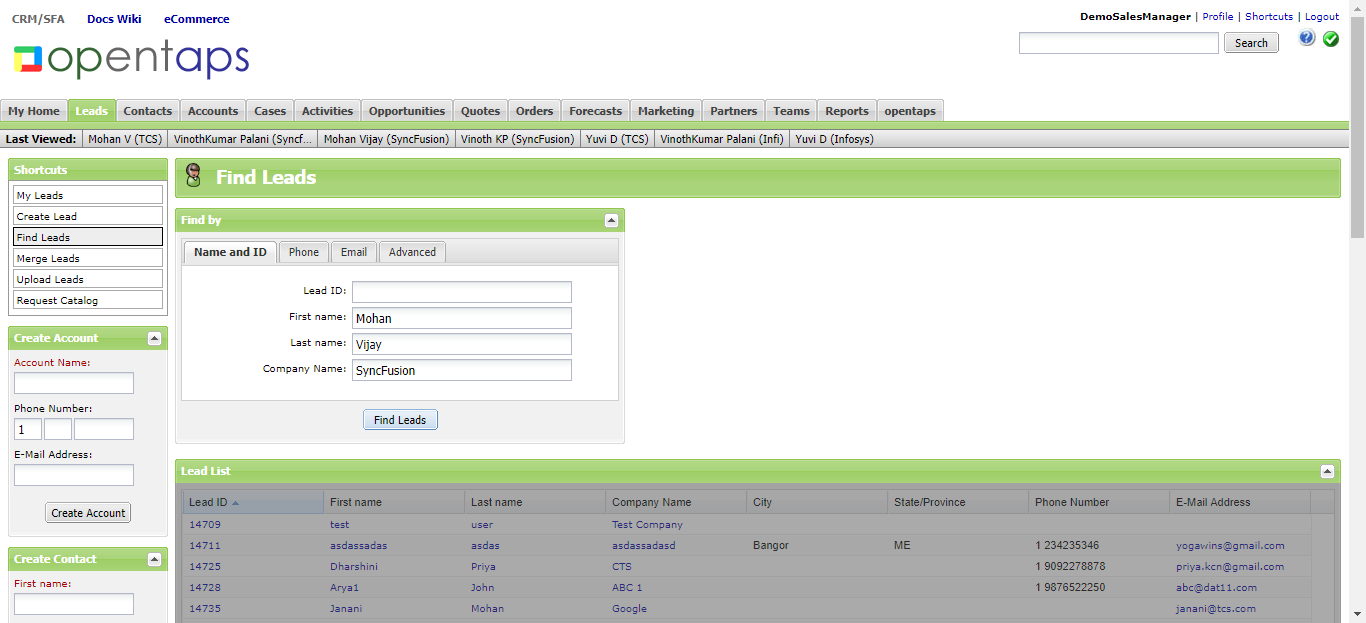 CRM/SFA Docs Wiki eCommerce
DemoSalesManager | Profile | Shortcuts | Logout
Search
opentaps
My Home Leads Contacts Accounts Cases Activities Opportunities Quotes Orders Forecasts Marketing Partners Teams Reports opentaps
Last Viewed: Mohan V (TCS) VinothKumar Palani (Syncf... Mohan Vijay (SyncFusion) Vinoth KP (SyncFusion) Yuvi D (TCS) VinothKumar Palani (Infi) Yuvi D (Infosys)
Shortcuts
My Leads
Create Lead
Find Leads
Merge Leads
Upload Leads
Request Catalog
Create Account
Account Name:
Phone Number:
1
E-Mail Address:
Create Account
Create Contact
First name:
Find Leads
Find by
Name and ID Phone Email Advanced
Lead ID:
First name: Mohan
Last name: Vijay
Company Name: SyncFusion
Find Leads
Lead List
Lead ID First name Last name Company Name City State/Province Phone Number E-Mail Address
14709 test user Test Company
14711 asdassadas asdas asdassadasd Bangor ME 1 234235346 yogawins@gmail.com
14725 Dharshini Priya CTS 1 9092278878 priya.kcn@gmail.com
14728 Arya1 John ABC 1 1 9876522250 abc@dat11.com
14735 Janani Mohan Google janani@tcs.com